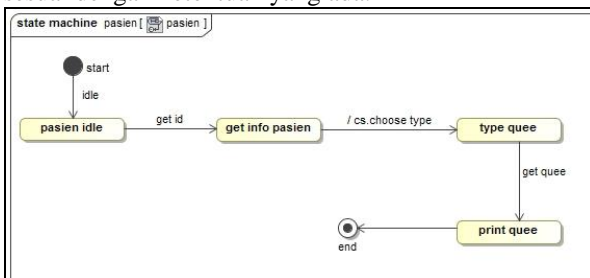 state machine pasien [ pasien ]
start
idle
pasien idle
get id
get info pasien
/ cs.choose type
type quee
get quee
print quee
end